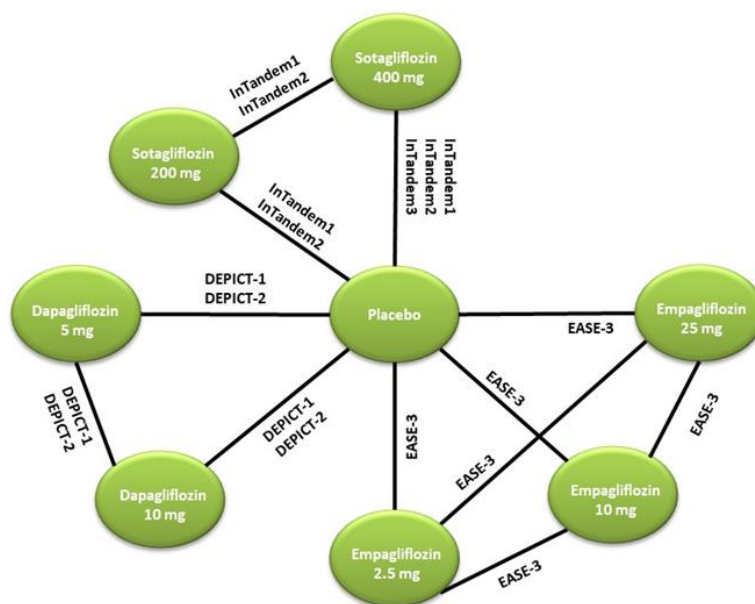 Sotagliflozin
400 mg
InTandem1
InTandem2
Sotagliflozin
200 mg
InTandem1
InTandem2
InTandem3
InTandem1
InTandem2
DEPICT-1
DEPICT-2
Dapagliflozin
5 mg
Placebo
Empagliflozin
25 mg
EASE-3
DEPICT-1
DEPICT-2
DEPICT-1
DEPICT-2
EASE-3
EASE-3
EASE-3
EASE-3
Dapagliflozin
10 mg
Empagliflozin
10 mg
Empagliflozin
2.5 mg
EASE-3